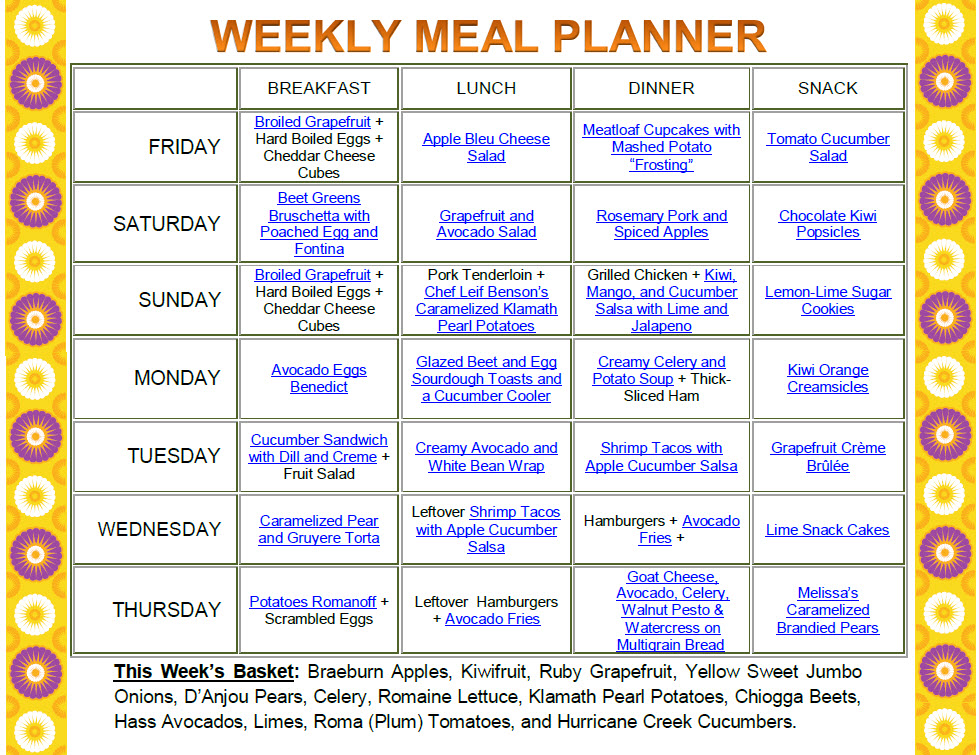 WEEKLY MEAL PLANNER
BREAKFAST
LUNCH
DINNER
SNACK
FRIDAY
Broiled Grapefruit +
Hard Boiled Eggs +
Cheddar Cheese
Cubes
Apple Bleu Cheese
Salad
Meatloaf Cupcakes with
Mashed Potato
“Frosting”
Tomato Cucumber
Salad
SATURDAY
Beet Greens
Bruschetta with
Poached Egg and
Fontina
Grapefruit and
Avocado Salad
Rosemary Pork and
Spiced Apples
Chocolate Kiwi
Popsicles
SUNDAY
Broiled Grapefruit +
Hard Boiled Eggs +
Cheddar Cheese
Cubes
Pork Tenderloin +
Chef Leif Benson’s
Caramelized Klamath
Pearl Potatoes
Grilled Chicken + Kiwi,
Mango, and Cucumber
Salsa with Lime and
Jalapeno
Lemon-Lime Sugar
Cookies
MONDAY
Avocado Eggs
Benedict
Glazed Beet and Egg
Sourdough Toasts and
a Cucumber Cooler
Creamy Celery and
Potato Soup + Thick-
Sliced Ham
Kiwi Orange
Creamsicles
TUESDAY
Cucumber Sandwich
with Dill and Creme +
Fruit Salad
Creamy Avocado and
White Bean Wrap
Shrimp Tacos with
Apple Cucumber Salsa
Grapefruit Crème
Brûlée
WEDNESDAY
Caramelized Pear
and Gruyere Torta
Leftover Shrimp Tacos
with Apple Cucumber
Salsa
Hamburgers + Avocado
Fries +
Lime Snack Cakes
THURSDAY
Potatoes Romanoff +
Scrambled Eggs
Leftover Hamburgers
+ Avocado Fries
Goat Cheese,
Avocado, Celery,
Walnut Pesto &
Watercress on
Multigrain Bread
Melissa’s
Caramelized
Brandied Pears
This Week’s Basket: Braeburn Apples, Kiwifruit, Ruby Grapefruit, Yellow Sweet Jumbo
Onions, D’Anjou Pears, Celery, Romaine Lettuce, Klamath Pearl Potatoes, Chiogga Beets,
Hass Avocados, Limes, Roma (Plum) Tomatoes, and Hurricane Creek Cucumbers.